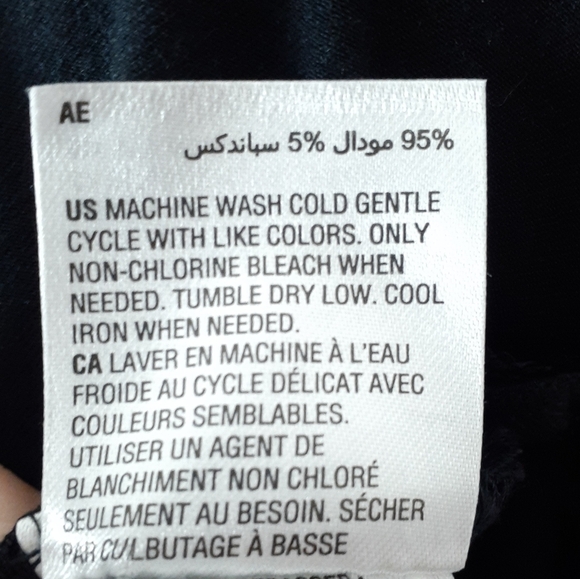 AE
95% مودال 5% سباندكس
US MACHINE WASH COLD GENTLE
CYCLE WITH LIKE COLORS. ONLY
NON-CHLORINE BLEACH WHEN
NEEDED. TUMBLE DRY LOW. COOL
IRON WHEN NEEDED.
CA LAVER EN MACHINE À L'EAU
FROIDE AU CYCLE DÉLICAT AVEC
COULEURS SEMBLABLES.
UTILISER UN AGENT DE
BLANCHIMENT NON CHLORÉ
SEULEMENT AU BESOIN. SÉCHER
PAR CULBUTAGE À BASSE